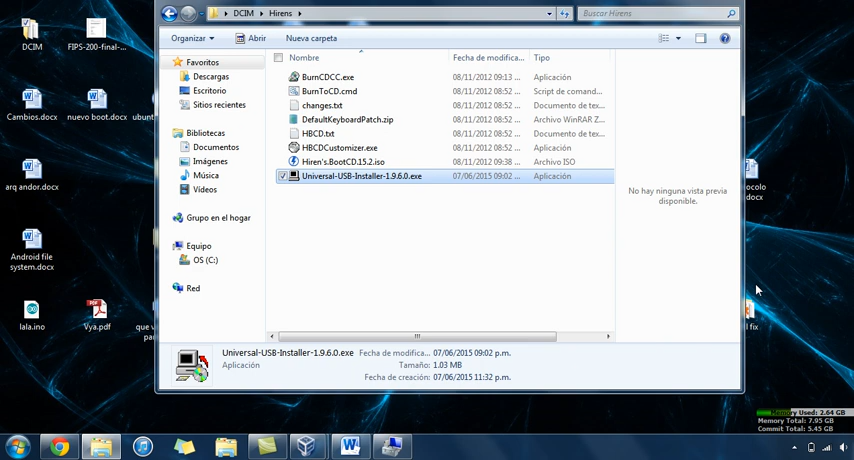 DCIM ▸ Hirens ▸
Buscar Hirens
Organizar
Abrir
Nueva carpeta
Nombre
Fecha de modifica...
Tipo
Favoritos
Descargas
Escritorio
Sitios recientes
Bibliotecas
Documentos
Imágenes
Música
Vídeos
Grupo en el hogar
Equipo
OS (C:)
Red
BurnCDCC.exe 08/11/2012 09:13 ... Aplicación
BurnToCD.cmd 08/11/2012 08:52 ... Script de comand...
changes.txt 08/11/2012 08:52 ... Documento de tex...
DefaultKeyboardPatch.zip 08/11/2012 08:52 ... Archivo WinRAR Z...
HBCD.txt 08/11/2012 08:52 ... Documento de tex...
HBCDCustomizer.exe 08/11/2012 08:52 ... Aplicación
Hiren's.BootCD.15.2.iso 08/11/2012 09:38 ... Archivo ISO
Universal-USB-Installer-1.9.6.0.exe 07/06/2015 09:02 ... Aplicación
No hay ninguna vista previa
disponible.
Universal-USB-Installer-1.9.6.0.exe Fecha de modifica... 07/06/2015 09:02 p.m.
Aplicación Tamaño: 1.03 MB
Fecha de creación: 07/06/2015 11:32 p.m.
DCIM
FIPS-200-final-...
Cambios.docx
nuevo boot.docx
arq andor.docx
Android file
system.docx
lala.ino
Vya.pdf
que v
Memory Used: 2.64 GB
Memory Total: 7.95 GB
Commit Total: 5.45 GB